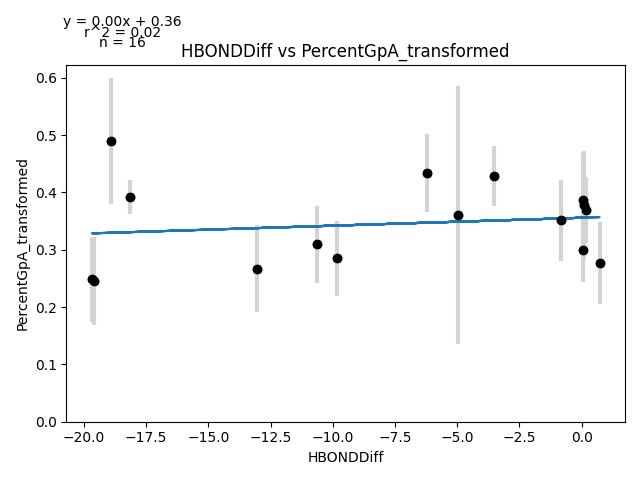 y = 0.00x + 0.36
r^2 = 0.02
n = 16
HBONDDiff vs PercentGpA_transformed
PercentGpA_transformed
0.6
0.5
0.4
0.3
0.2
0.1
0.0
−20.0 −17.5 −15.0 −12.5 −10.0 −7.5 −5.0 −2.5 0.0
HBONDDiff